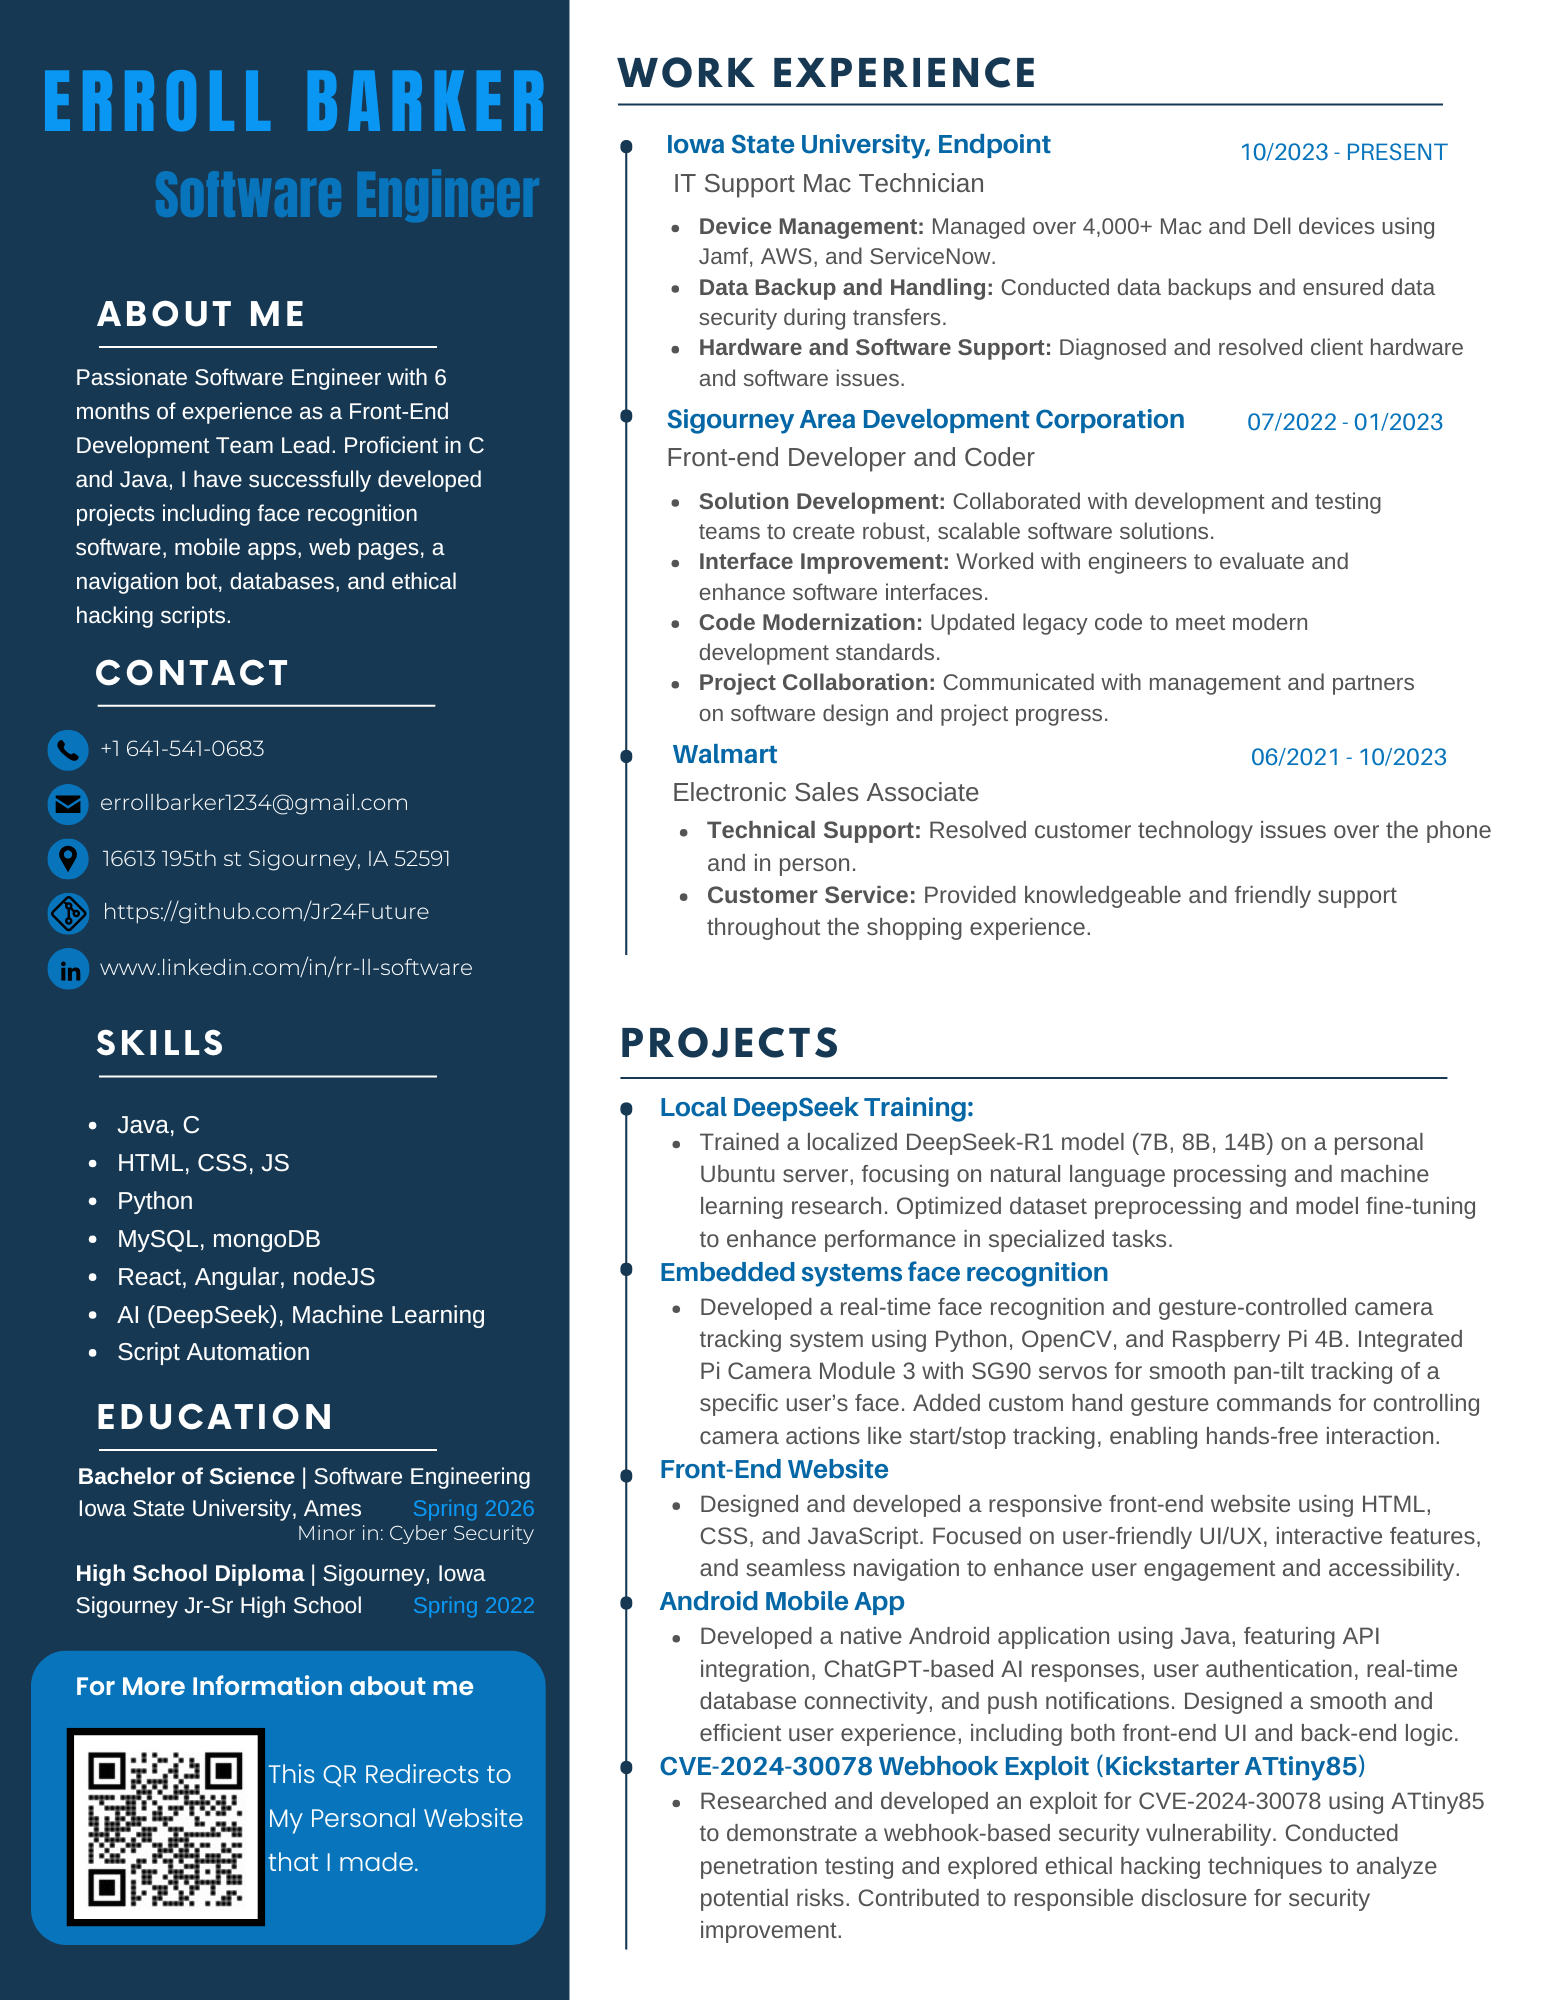 ERROLL BARKER
Software Engineer
ABOUT ME
Passionate Software Engineer with 6
months of experience as a Front-End
Development Team Lead. Proficient in C
and Java, I have successfully developed
projects including face recognition
software, mobile apps, web pages, a
navigation bot, databases, and ethical
hacking scripts.
CONTACT
+1 641-541-0683
errollbarker1234@gmail.com
16613 195th st Sigourney, IA 52591
https://github.com/Jr24Future
in www.linkedin.com/in/rr-ll-software
SKILLS
• Java, C
• HTML, CSS, JS
• Python
• MySQL, mongoDB
• React, Angular, nodeJS
• AI (DeepSeek), Machine Learning
• Script Automation
EDUCATION
Bachelor of Science | Software Engineering
Iowa State University, Ames Spring 2026
Minor in: Cyber Security
High School Diploma | Sigourney, Iowa
Sigourney Jr-Sr High School Spring 2022
For More Information about me
This QR Redirects to
My Personal Website
that I made.
WORK EXPERIENCE
Iowa State University, Endpoint 10/2023 - PRESENT
IT Support Mac Technician
• Device Management: Managed over 4,000+ Mac and Dell devices using
Jamf, AWS, and ServiceNow.
• Data Backup and Handling: Conducted data backups and ensured data
security during transfers.
• Hardware and Software Support: Diagnosed and resolved client hardware
and software issues.
Sigourney Area Development Corporation 07/2022 - 01/2023
Front-end Developer and Coder
• Solution Development: Collaborated with development and testing
teams to create robust, scalable software solutions.
• Interface Improvement: Worked with engineers to evaluate and
enhance software interfaces.
• Code Modernization: Updated legacy code to meet modern
development standards.
• Project Collaboration: Communicated with management and partners
on software design and project progress.
Walmart 06/2021 - 10/2023
Electronic Sales Associate
• Technical Support: Resolved customer technology issues over the phone
and in person.
• Customer Service: Provided knowledgeable and friendly support
throughout the shopping experience.
PROJECTS
Local DeepSeek Training:
• Trained a localized DeepSeek-R1 model (7B, 8B, 14B) on a personal
Ubuntu server, focusing on natural language processing and machine
learning research. Optimized dataset preprocessing and model fine-tuning
to enhance performance in specialized tasks.
Embedded systems face recognition
• Developed a real-time face recognition and gesture-controlled camera
tracking system using Python, OpenCV, and Raspberry Pi 4B. Integrated
Pi Camera Module 3 with SG90 servos for smooth pan-tilt tracking of a
specific user’s face. Added custom hand gesture commands for controlling
camera actions like start/stop tracking, enabling hands-free interaction.
Front-End Website
• Designed and developed a responsive front-end website using HTML,
CSS, and JavaScript. Focused on user-friendly UI/UX, interactive features,
and seamless navigation to enhance user engagement and accessibility.
Android Mobile App
• Developed a native Android application using Java, featuring API
integration, ChatGPT-based AI responses, user authentication, real-time
database connectivity, and push notifications. Designed a smooth and
efficient user experience, including both front-end UI and back-end logic.
CVE-2024-30078 Webhook Exploit (Kickstarter ATtiny85)
• Researched and developed an exploit for CVE-2024-30078 using ATtiny85
to demonstrate a webhook-based security vulnerability. Conducted
penetration testing and explored ethical hacking techniques to analyze
potential risks. Contributed to responsible disclosure for security
improvement.